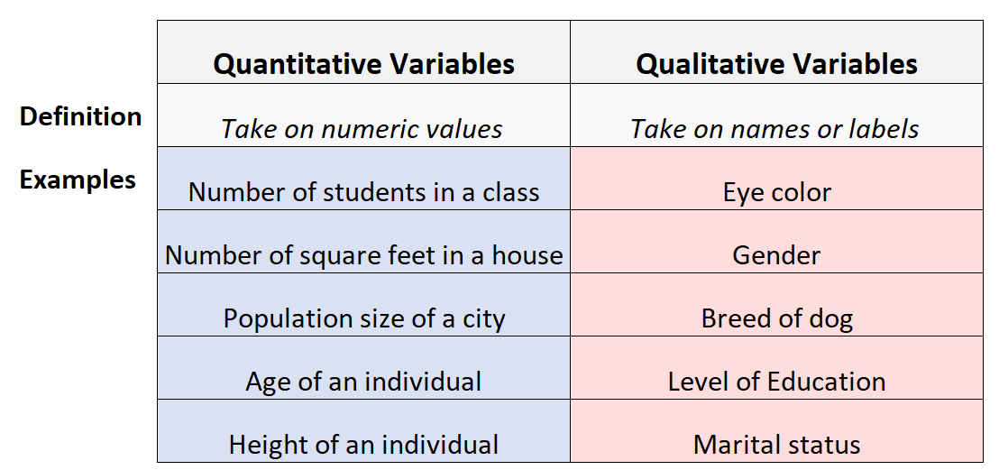 Quantitative Variables Qualitative Variables
Definition Take on numeric values Take on names or labels
Examples Number of students in a class Eye color
Number of square feet in a house Gender
Population size of a city Breed of dog
Age of an individual Level of Education
Height of an individual Marital status